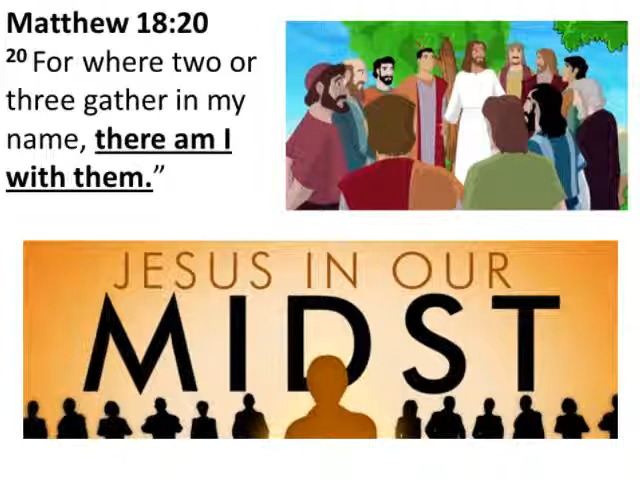 Matthew 18:20
20 For where two or
three gather in my
name, there am I
with them.”
JESUS IN OUR
MIDST